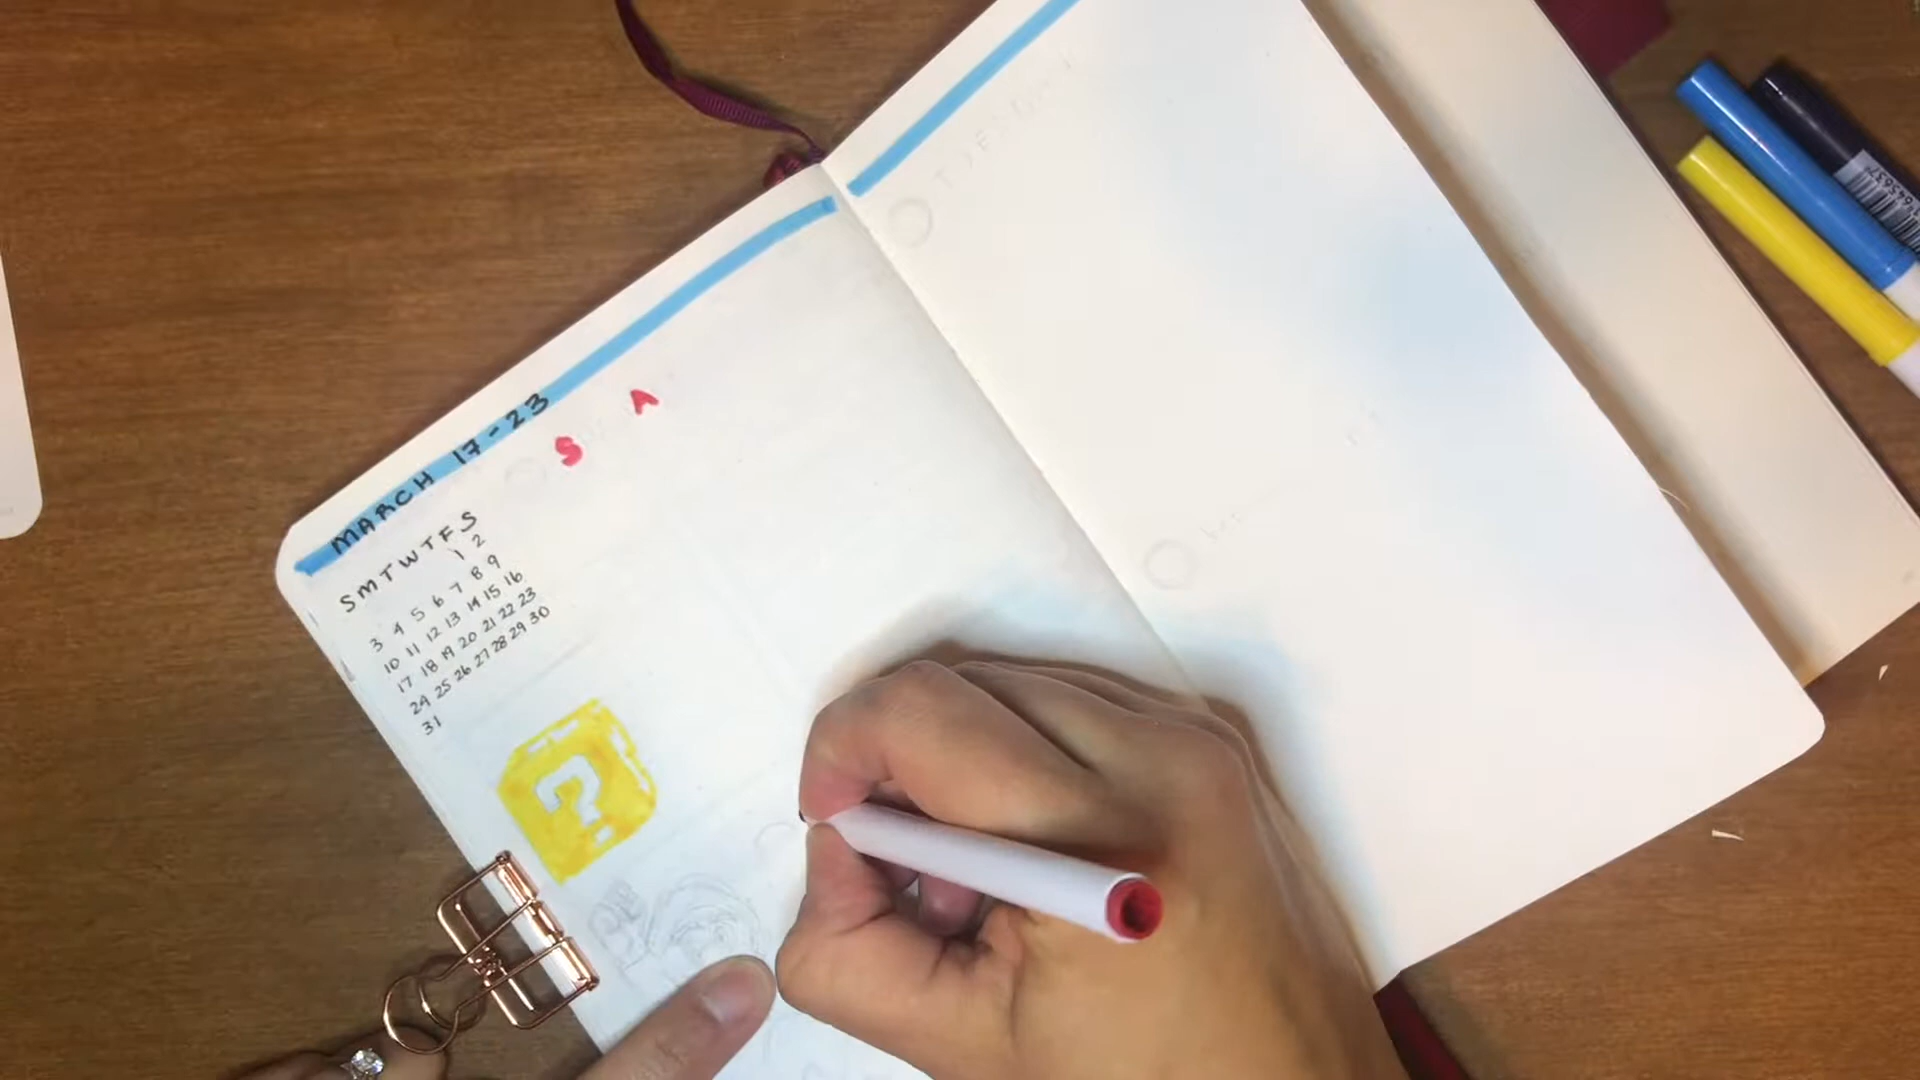 MARCH 17-23
S A
S M T W T F S
1 2
3 4 5 6 7 8 9
10 11 12 13 14 15 16
17 18 19 20 21 22 23
24 25 26 27 28 29 30
31
?